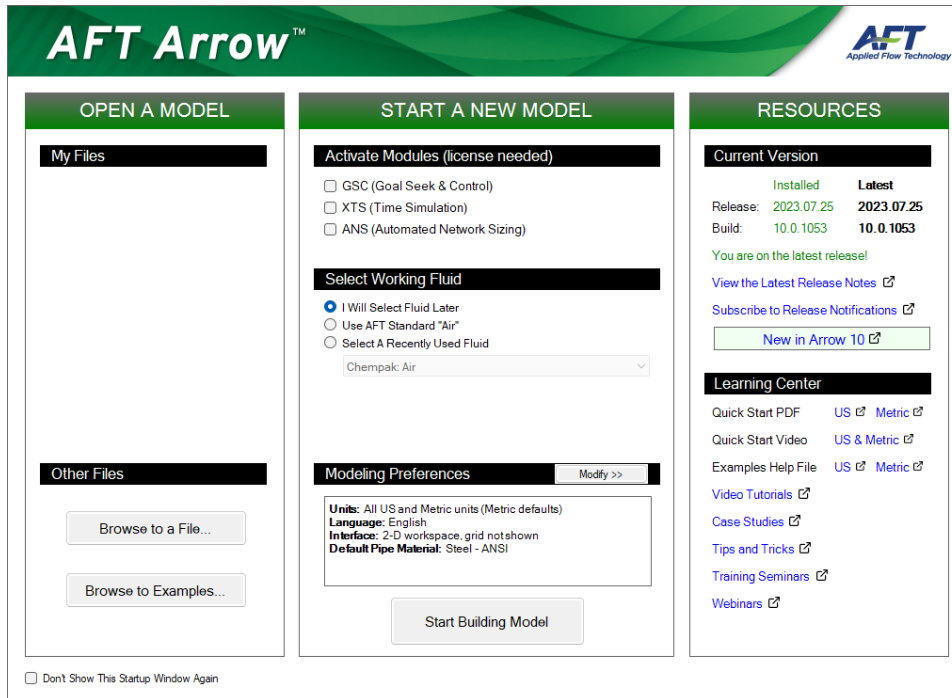 AFT Arrow™
AFT
Applied Flow Technology
OPEN A MODEL
My Files
Other Files
Browse to a File...
Browse to Examples...
START A NEW MODEL
Activate Modules (license needed)
GSC (Goal Seek & Control)
XTS (Time Simulation)
ANS (Automated Network Sizing)
Select Working Fluid
I Will Select Fluid Later
Use AFT Standard "Air"
Select A Recently Used Fluid
Chempak: Air
Modeling Preferences Modify >>
Units: All US and Metric units (Metric defaults)
Language: English
Interface: 2-D workspace, grid not shown
Default Pipe Material: Steel - ANSI
Start Building Model
RESOURCES
Current Version
Installed Latest
Release: 2023.07.25 2023.07.25
Build: 10.0.1053 10.0.1053
You are on the latest release!
View the Latest Release Notes
Subscribe to Release Notifications
New in Arrow 10
Learning Center
Quick Start PDF US Metric
Quick Start Video US & Metric
Examples Help File US Metric
Video Tutorials
Case Studies
Tips and Tricks
Training Seminars
Webinars
Don't Show This Startup Window Again